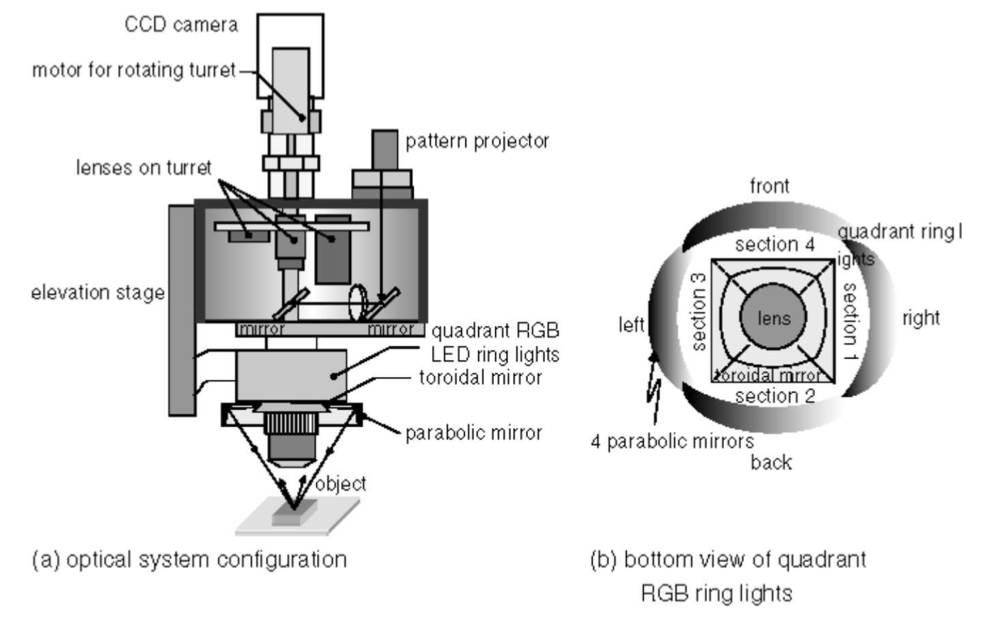 CCD camera
motor for rotating turret
pattern projector
lenses on turret
elevation stage
mirror
mirror
quadrant RGB
LED ring lights
toroidal mirror
parabolic mirror
object
(a) optical system configuration
front
quadrant ring l
ights
section 4
section 3
left
lens
section 1
right
toroidal mirror
section 2
4 parabolic mirrors
back
(b) bottom view of quadrant
RGB ring lights